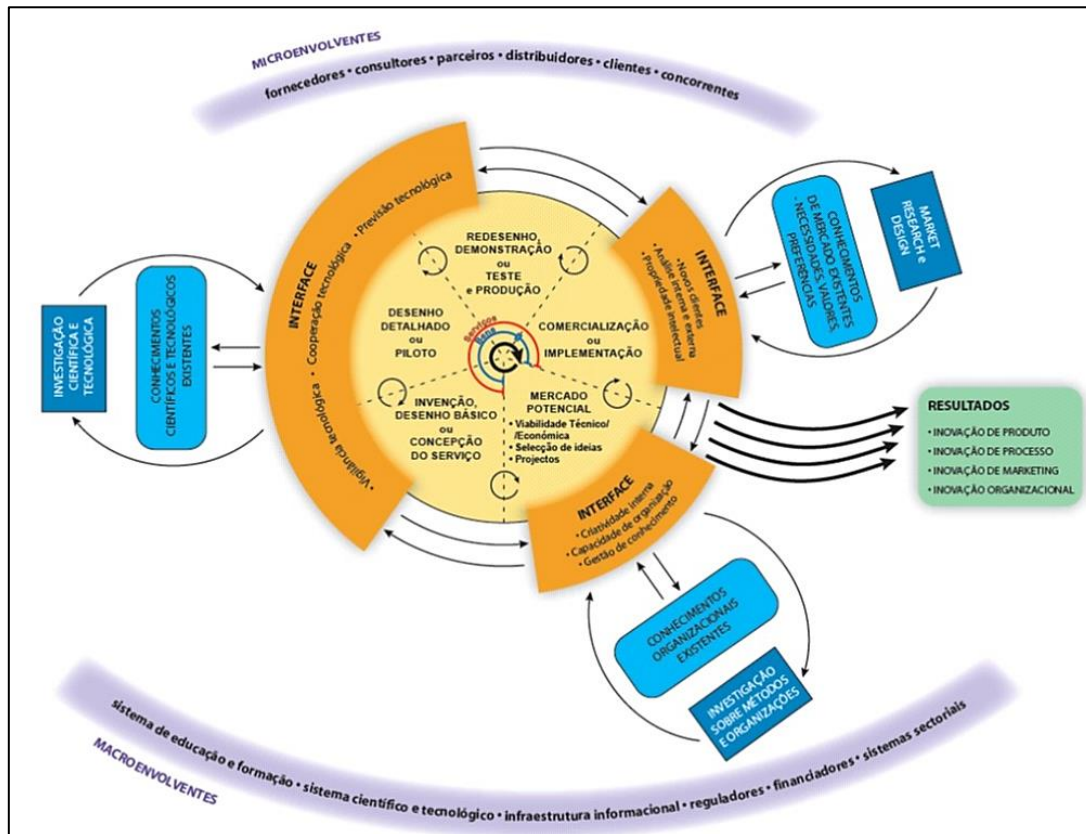 MICROENVOLVENTES
fornecedores • consultores • parceiros • distribuidores • clientes • concorrentes
INTERFACE
• Vigilância tecnológica • Cooperação tecnológica • Previsão tecnológica
INVESTIGAÇÃO
CIENTÍFICA E
TECNOLÓGICA
CONHECIMENTOS
CIENTÍFICOS E TECNOLÓGICOS
EXISTENTES
REDESENHO,
DEMONSTRAÇÃO
ou
TESTE
e PRODUÇÃO
DESENHO
DETALHADO
ou
PILOTO
Serviços
Bens
COMERCIALIZAÇÃO
ou
IMPLEMENTAÇÃO
INVENÇÃO,
DESENHO BÁSICO
ou
CONCEPÇÃO
DO SERVIÇO
MERCADO
POTENCIAL
• Viabilidade Técnico/
/Económica
• Selecção de ideias
• Projectos
INTERFACE
• Novos clientes
• Análise interna e externa
• Propriedade intelectual
CONHECIMENTOS
DE MERCADO EXISTENTES
- NECESSIDADES, VALORES,
PREFERÊNCIAS
MARKET
RESEARCH e
DESIGN
RESULTADOS
• INOVAÇÃO DE PRODUTO
• INOVAÇÃO DE PROCESSO
• INOVAÇÃO DE MARKETING
• INOVAÇÃO ORGANIZACIONAL
INTERFACE
• Criatividade interna
• Capacidade de organização
• Gestão de conhecimento
CONHECIMENTOS
ORGANIZACIONAIS
EXISTENTES
INVESTIGAÇÃO
SOBRE MÉTODOS
E ORGANIZAÇÕES
sistema de educação e formação • sistema científico e tecnológico • infraestrutura informacional • reguladores • financiadores • sistemas sectoriais
MACROENVOLVENTES